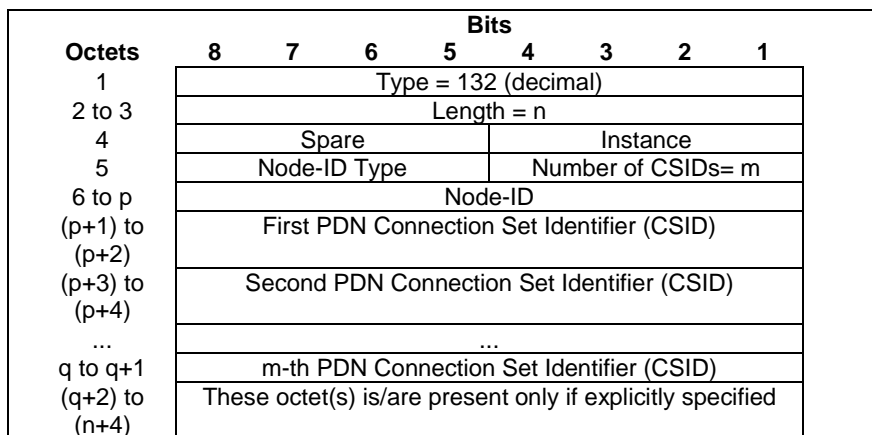 Bits
Octets 8 7 6 5 4 3 2 1
1 Type = 132 (decimal)
2 to 3 Length = n
4 Spare Instance
5 Node-ID Type Number of CSIDs= m
6 to p Node-ID
(p+1) to First PDN Connection Set Identifier (CSID)
(p+2)
(p+3) to Second PDN Connection Set Identifier (CSID)
(p+4)
... ...
q to q+1 m-th PDN Connection Set Identifier (CSID)
(q+2) to These octet(s) is/are present only if explicitly specified
(n+4)